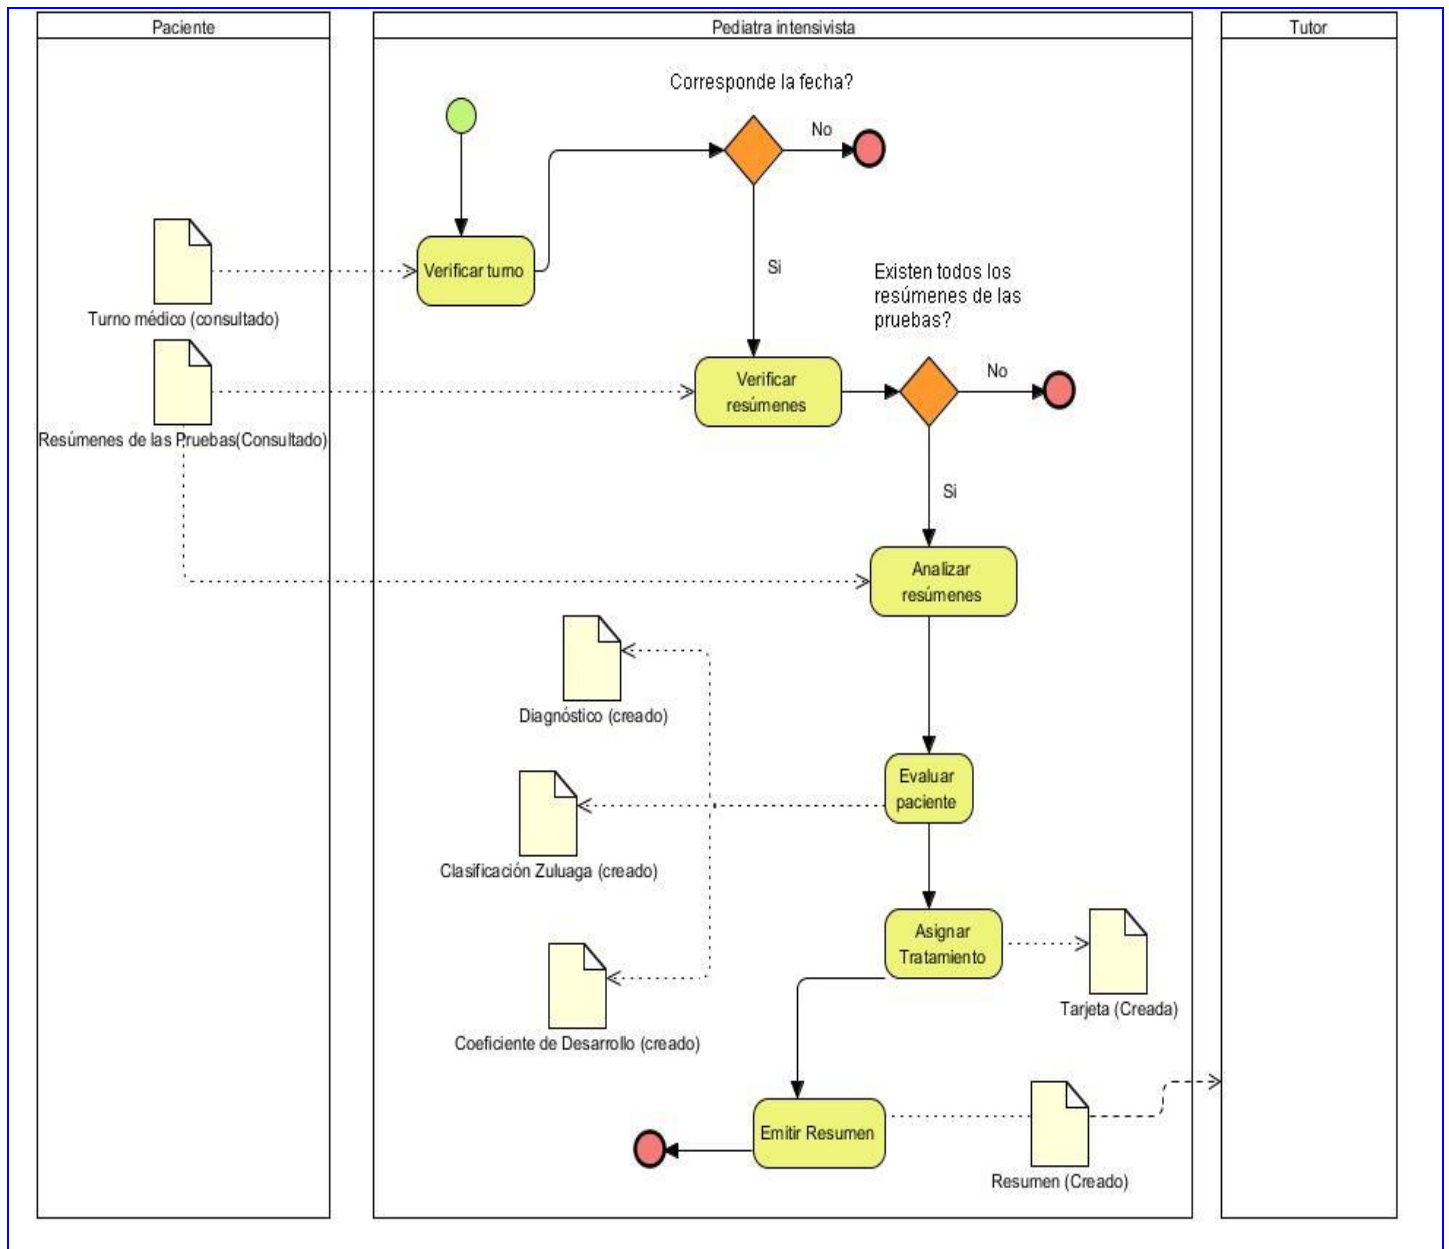 Paciente
Pediatra intensivista
Tutor
Corresponde la fecha?
No
Verificar turno
Si
Turno médico (consultado)
Existen todos los
resúmenes de las
pruebas?
Verificar
resúmenes
No
Resúmenes de las Pruebas(Consultado)
Si
Analizar
resúmenes
Diagnóstico (creado)
Evaluar
paciente
Clasificación Zuluaga (creado)
Asignar
Tratamiento
Tarjeta (Creada)
Coeficiente de Desarrollo (creado)
Emitir Resumen
Resumen (Creado)